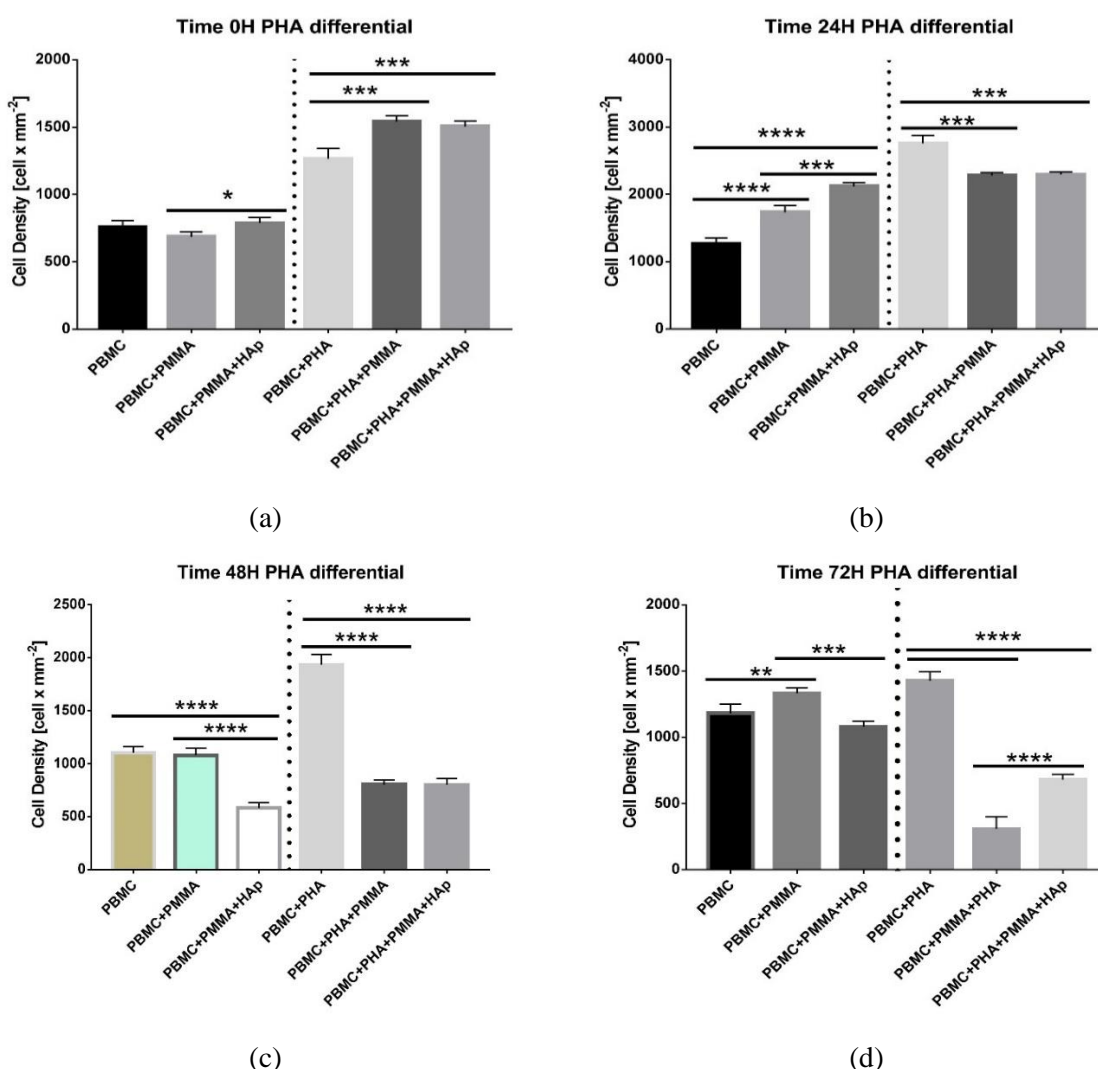 Time 0H PHA differential
Cell Density [cell x mm⁻²]
2000
1500
1000
500
0
*
***
***
PBMC
PBMC+PMMA
PBMC+PMMA+HAp
PBMC+PHA
PBMC+PHA+PMMA
PBMC+PHA+PMMA+HAp
(a)
Time 24H PHA differential
Cell Density [cell x mm⁻²]
4000
3000
2000
1000
0
****
***
****
***
***
PBMC
PBMC+PMMA
PBMC+PMMA+HAp
PBMC+PHA
PBMC+PHA+PMMA
PBMC+PHA+PMMA+HAp
(b)
Time 48H PHA differential
Cell Density [cell x mm⁻²]
2500
2000
1500
1000
500
0
****
****
****
****
PBMC
PBMC+PMMA
PBMC+PMMA+HAp
PBMC+PHA
PBMC+PHA+PMMA
PBMC+PHA+PMMA+HAp
(c)
Time 72H PHA differential
Cell Density [cell x mm⁻²]
2000
1500
1000
500
0
**
***
****
****
PBMC
PBMC+PMMA
PBMC+PMMA+HAp
PBMC+PHA
PBMC+PMMA+PHA
PBMC+PHA+PMMA+HAp
(d)